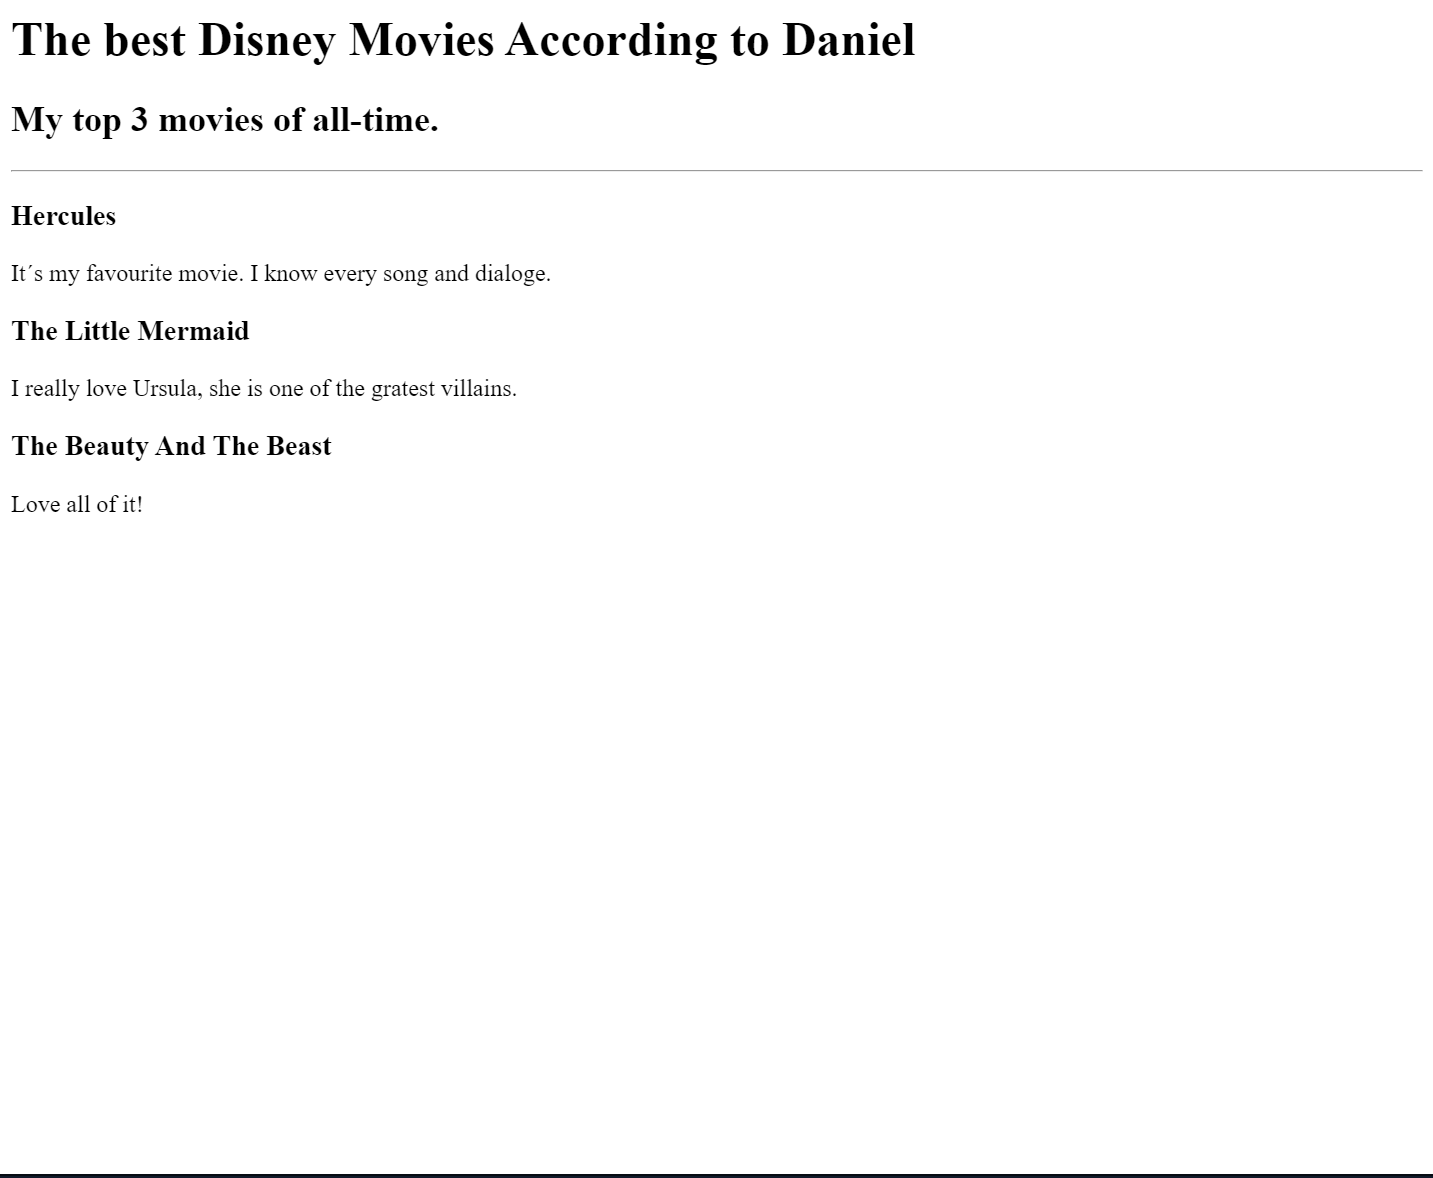 The best Disney Movies According to Daniel
My top 3 movies of all-time.
Hercules
It´s my favourite movie. I know every song and dialoge.
The Little Mermaid
I really love Ursula, she is one of the gratest villains.
The Beauty And The Beast
Love all of it!